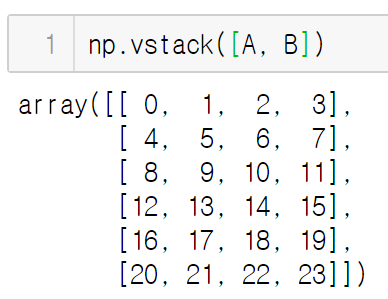 1 np.vstack([A, B])
array([[ 0, 1, 2, 3],
[ 4, 5, 6, 7],
[ 8, 9, 10, 11],
[12, 13, 14, 15],
[16, 17, 18, 19],
[20, 21, 22, 23]])